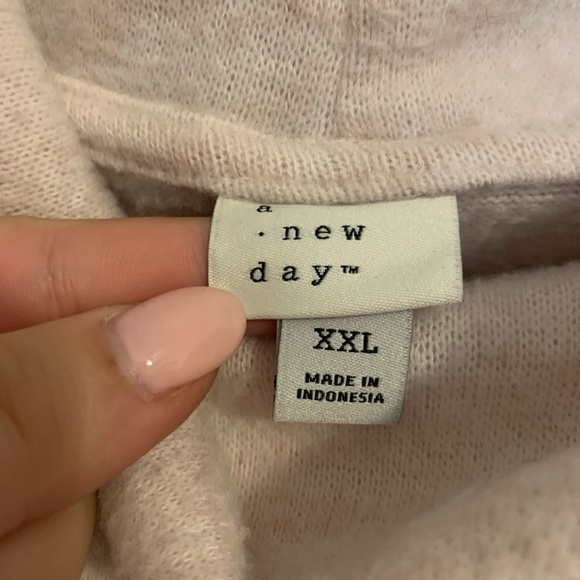 a
· new
day™
XXL
MADE IN
INDONESIA